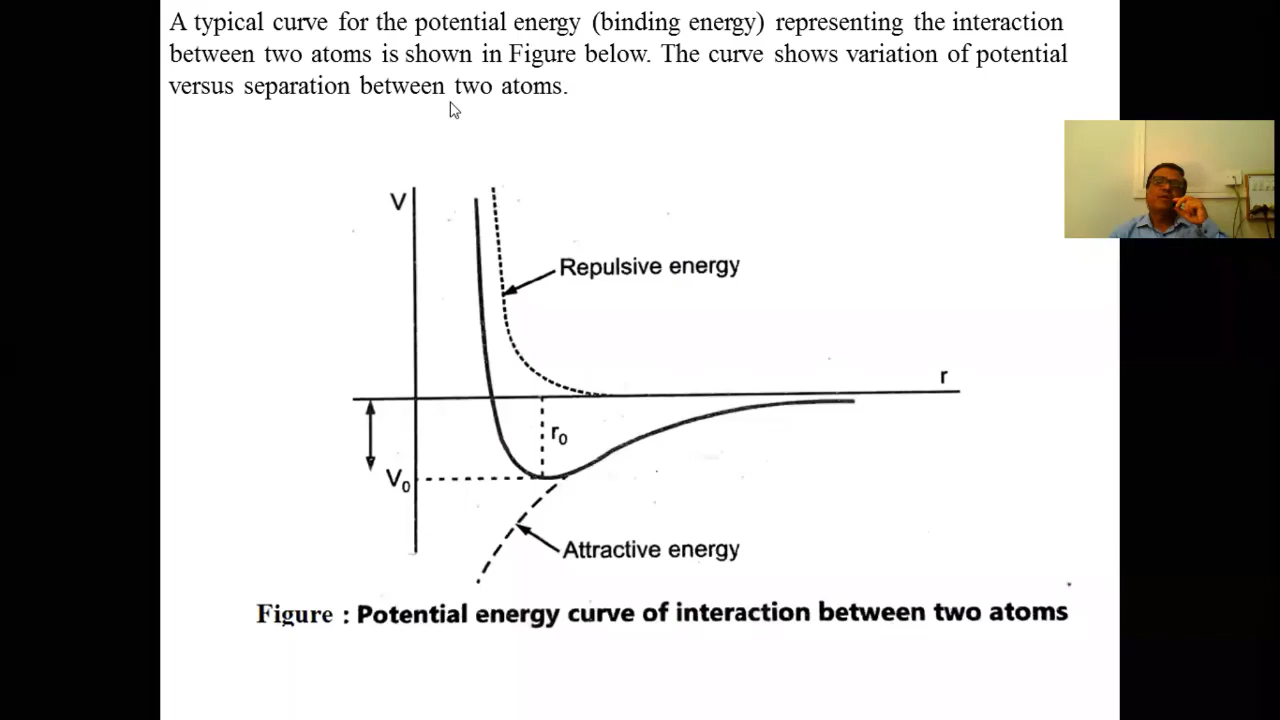 A typical curve for the potential energy (binding energy) representing the interaction
between two atoms is shown in Figure below. The curve shows variation of potential
versus separation between two atoms.
V
Repulsive energy
r
r₀
V₀
Attractive energy
Figure : Potential energy curve of interaction between two atoms